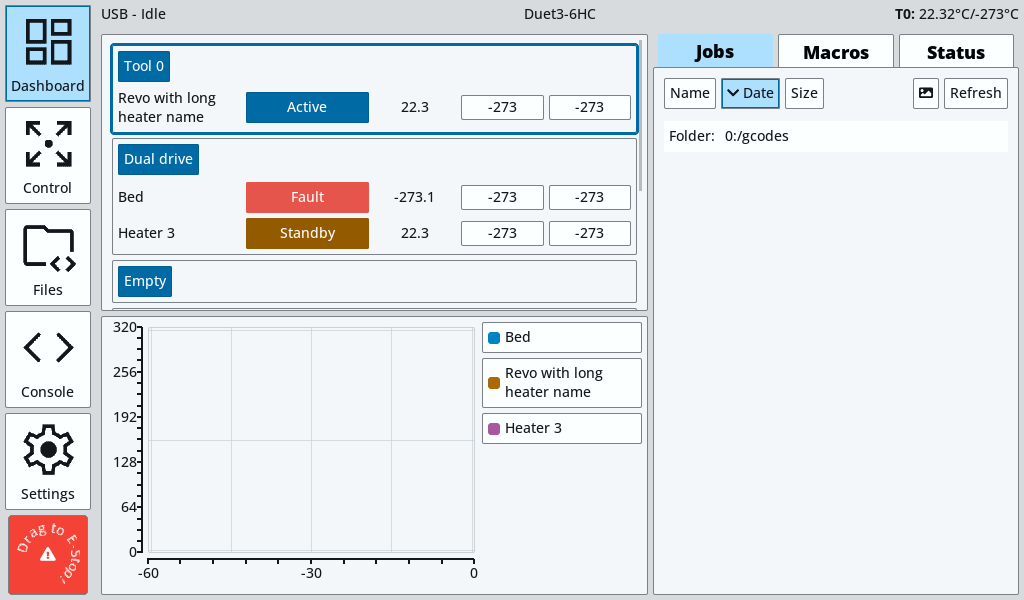 USB - Idle
Duet3-6HC
T0: 22.32°C/-273°C
Dashboard
Control
Files
Console
Settings
Drag to E-Stop!
Tool 0
Revo with long
heater name
Active
22.3
-273
-273
Dual drive
Bed
Fault
-273.1
-273
-273
Heater 3
Standby
22.3
-273
-273
Empty
320
256
192
128
64
0
-60
-30
0
Bed
Revo with long
heater name
Heater 3
Jobs
Macros
Status
Name
Date
Size
Refresh
Folder: 0:/gcodes